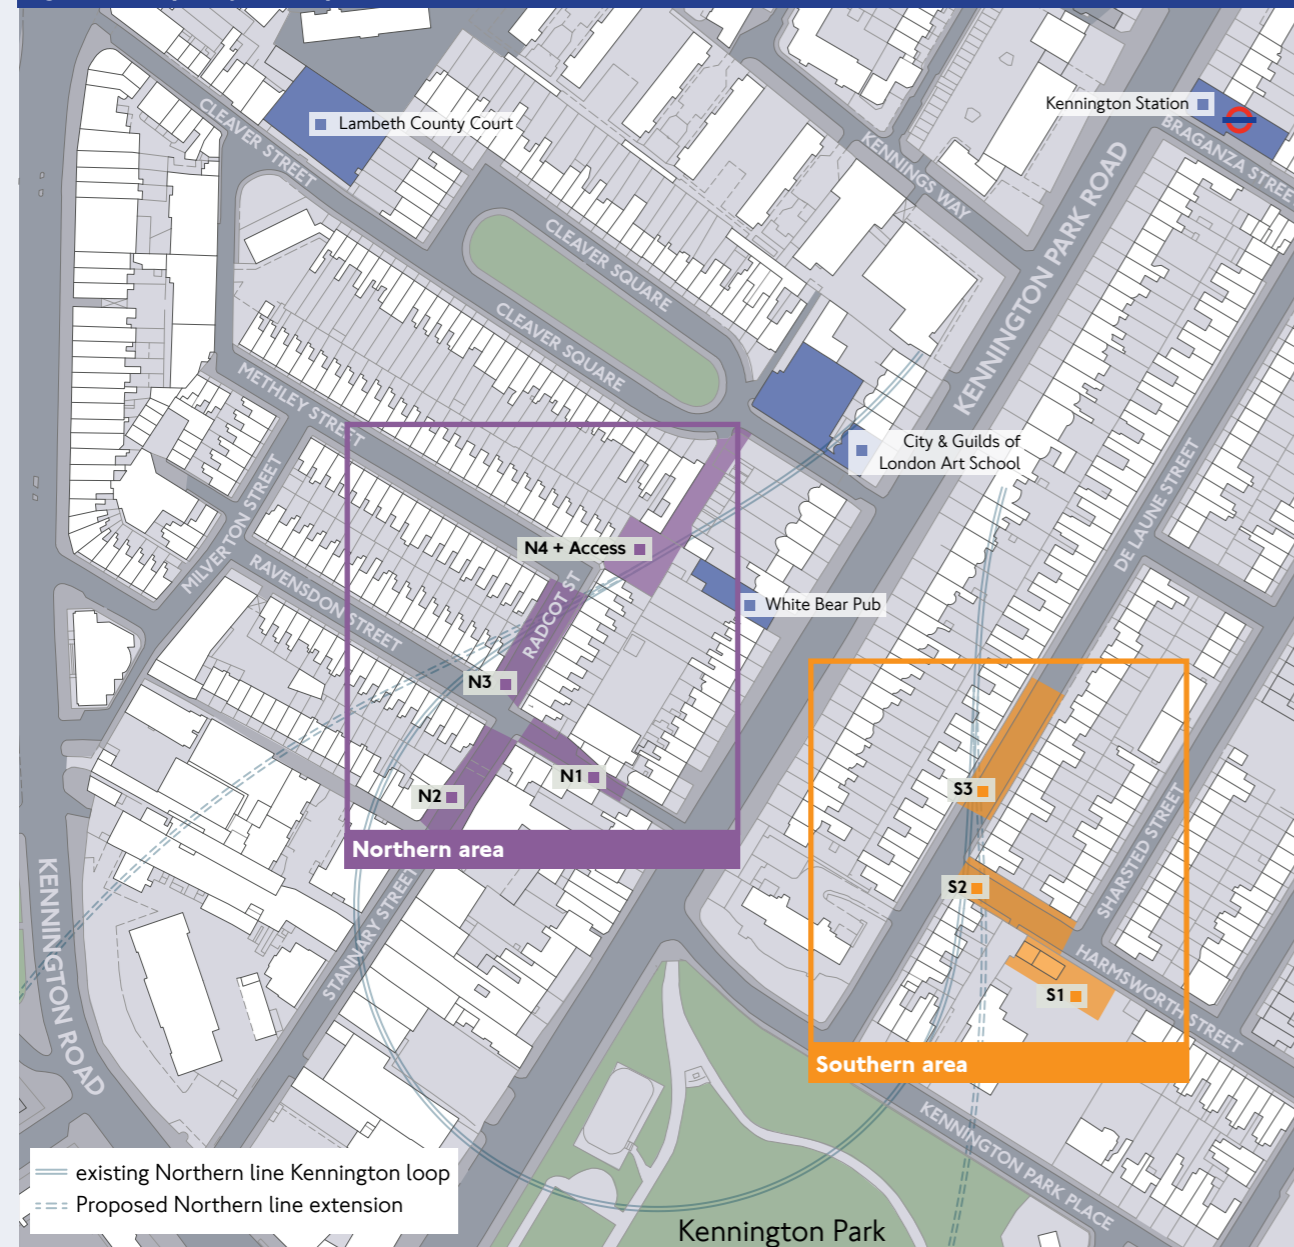 Kennington Station
BRAGANZA STREE
Lambeth County Court
CLEAVER STREET
KENNINGS WAY
KENNINGTON PARK ROAD
CLEAVER SQUARE
CLEAVER SQUARE
METHLEY STREET
City & Guilds of
London Art School
DE LAUNE STREET
MILVERTON STREET
RAVENSDON STREET
N4 + Access
RADCOT ST
White Bear Pub
N3
N1
N2
Northern area
S3
S2
SHARSTED STREET
HARMSWORTH STREET
S1
Southern area
STANNARY STREET
KENNINGTON ROAD
KENNINGTON PARK PLACE
existing Northern line Kennington loop
Proposed Northern line extension
Kennington Park